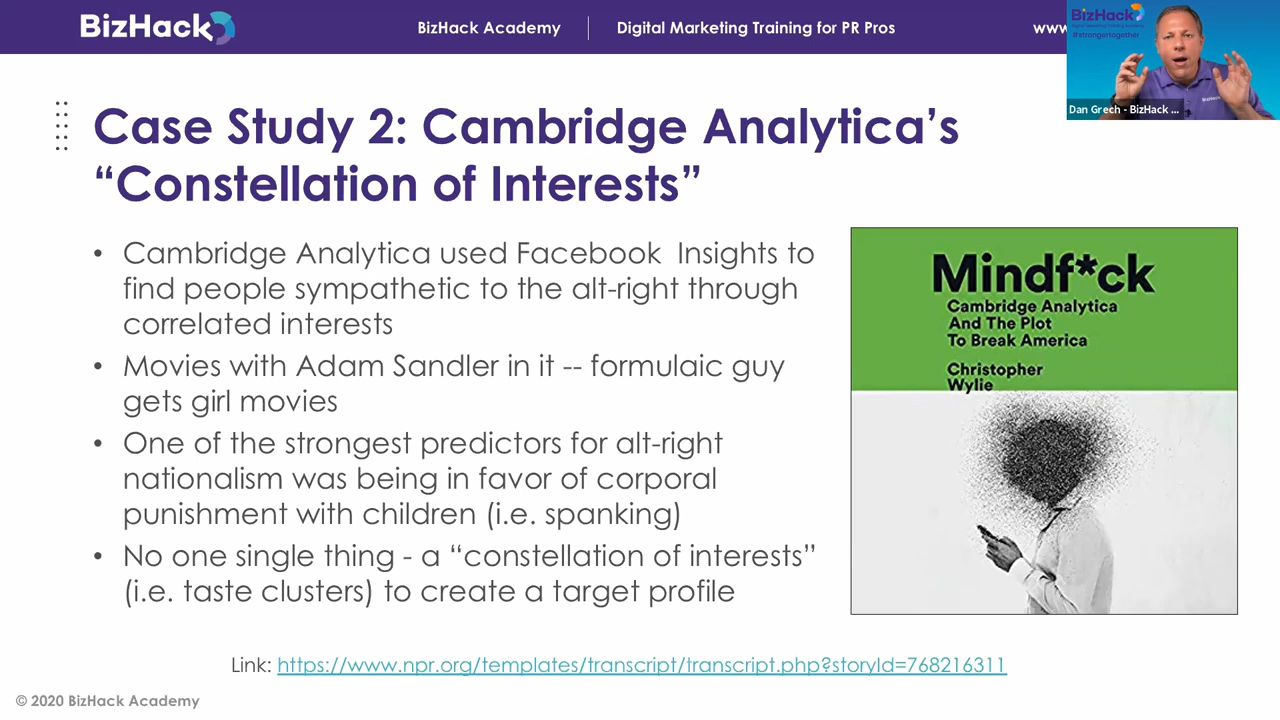 BizHack
BizHack Academy
Digital Marketing Training for PR Pros
www
BizHack
#strongertogether
BizHack
Dan Grech - BizHack ...
Case Study 2: Cambridge Analytica’s
“Constellation of Interests”
• Cambridge Analytica used Facebook Insights to
find people sympathetic to the alt-right through
correlated interests
• Movies with Adam Sandler in it -- formulaic guy
gets girl movies
• One of the strongest predictors for alt-right
nationalism was being in favor of corporal
punishment with children (i.e. spanking)
• No one single thing - a “constellation of interests”
(i.e. taste clusters) to create a target profile
Mindf*ck
Cambridge Analytica
And The Plot
To Break America
Christopher
Wylie
Link: https://www.npr.org/templates/transcript/transcript.php?storyId=768216311
© 2020 BizHack Academy